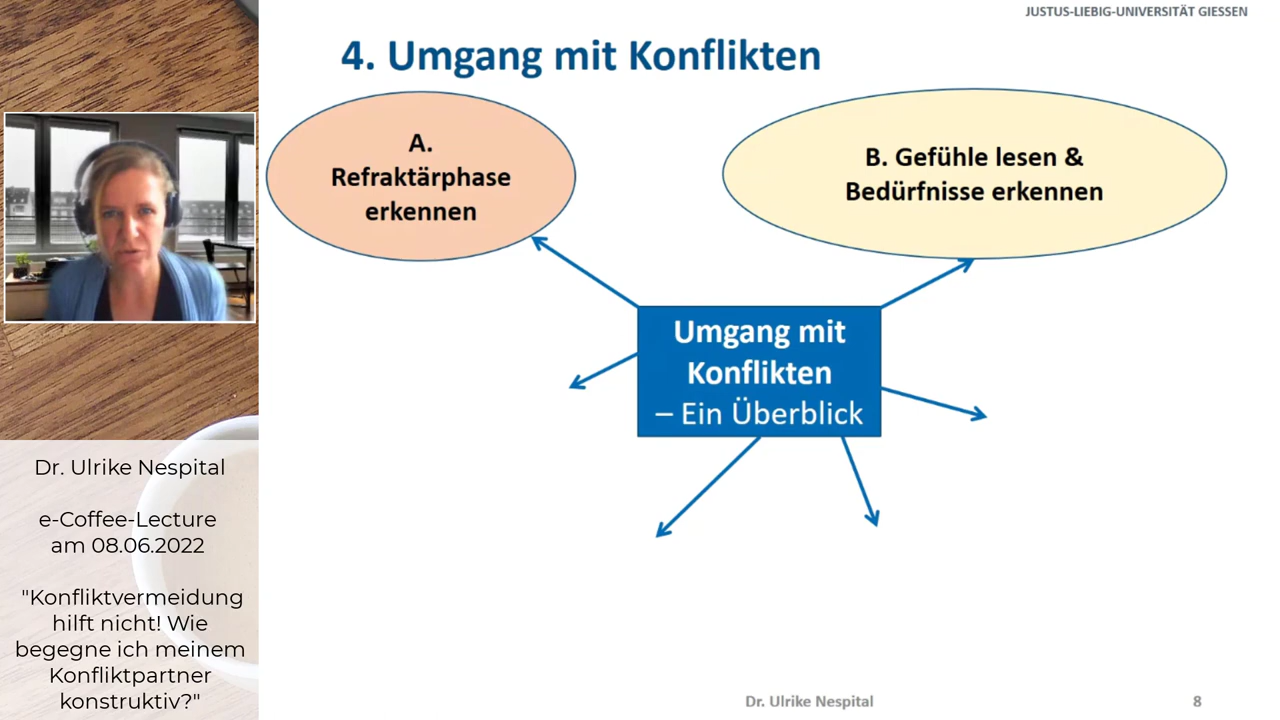 JUSTUS-LIEBIG-UNIVERSITÄT GIESSEN
4. Umgang mit Konflikten
A.
Refraktärphase
erkennen
B. Gefühle lesen &
Bedürfnisse erkennen
Umgang mit
Konflikten
– Ein Überblick
Dr. Ulrike Nespital
e-Coffee-Lecture
am 08.06.2022
"Konfliktvermeidung
hilft nicht! Wie
begegne ich meinem
Konfliktpartner
konstruktiv?"
Dr. Ulrike Nespital
8